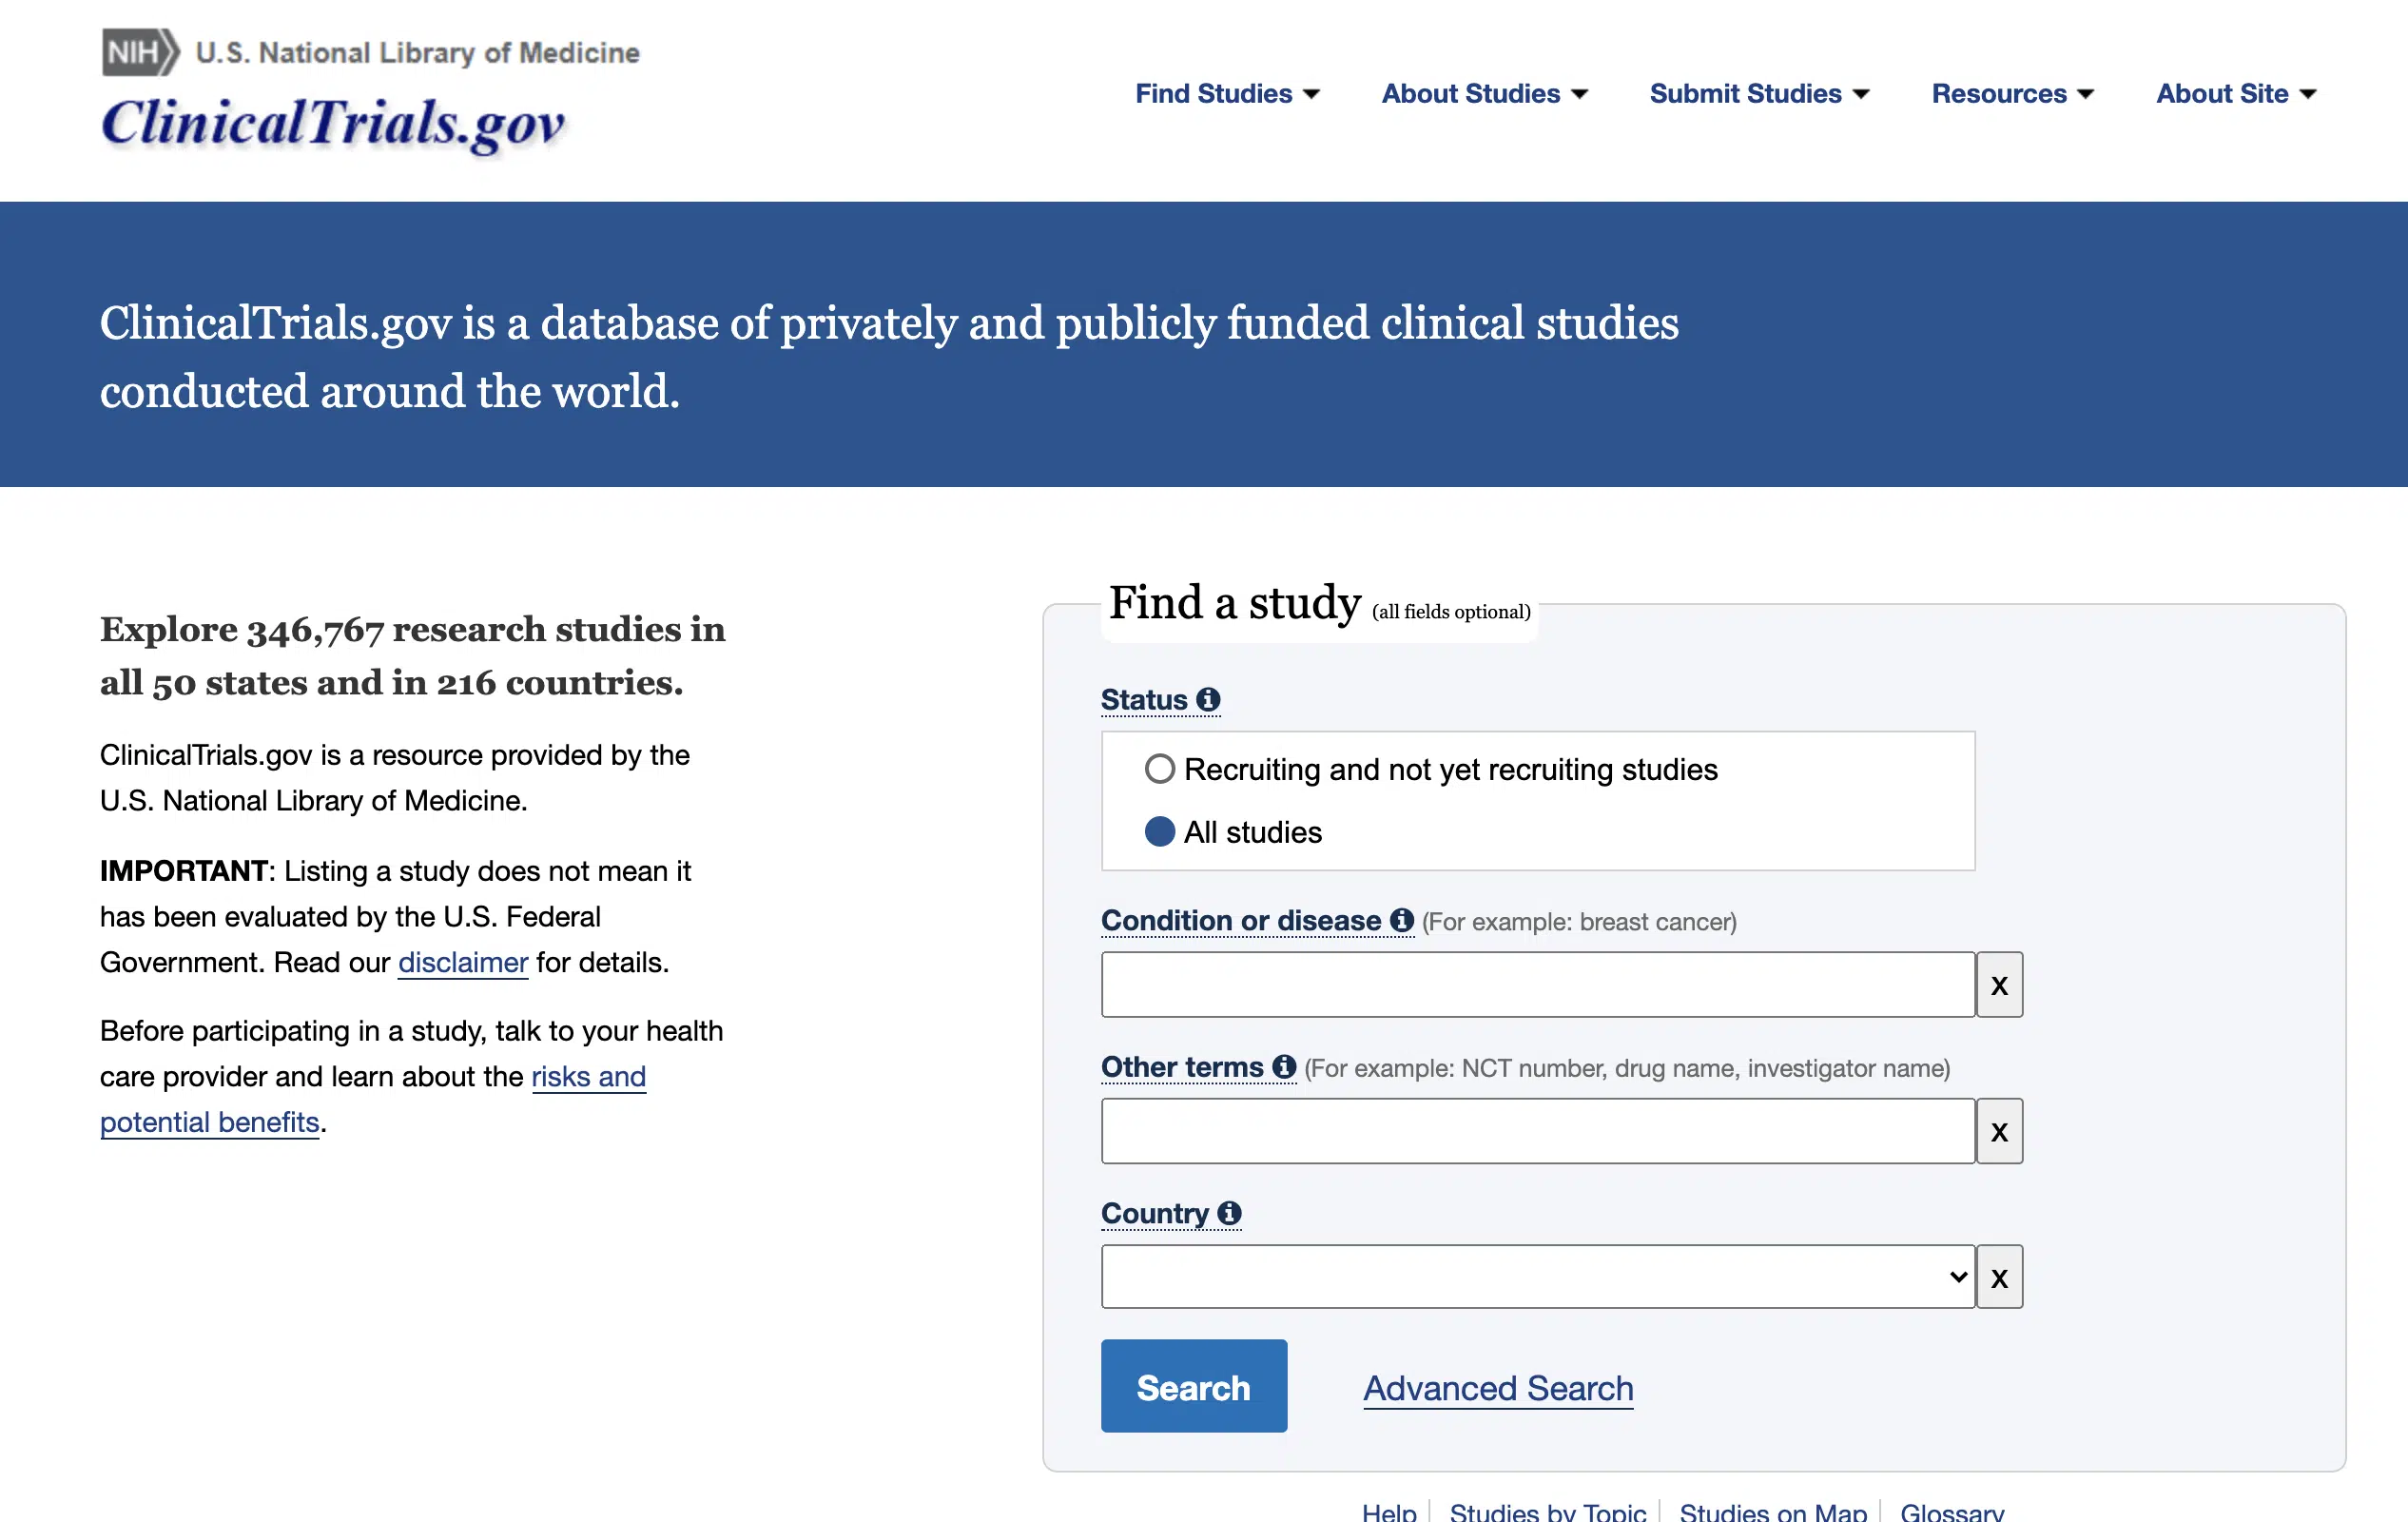 NIH U.S. National Library of Medicine
ClinicalTrials.gov
Find Studies About Studies Submit Studies Resources About Site
ClinicalTrials.gov is a database of privately and publicly funded clinical studies
conducted around the world.
Explore 346,767 research studies in
all 50 states and in 216 countries.
ClinicalTrials.gov is a resource provided by the
U.S. National Library of Medicine.
IMPORTANT: Listing a study does not mean it
has been evaluated by the U.S. Federal
Government. Read our disclaimer for details.
Before participating in a study, talk to your health
care provider and learn about the risks and
potential benefits.
Find a study (all fields optional)
Status
Recruiting and not yet recruiting studies
All studies
Condition or disease (For example: breast cancer)
X
Other terms (For example: NCT number, drug name, investigator name)
X
Country
X
Search Advanced Search
Help Studies by Topic Studies on Map Glossary